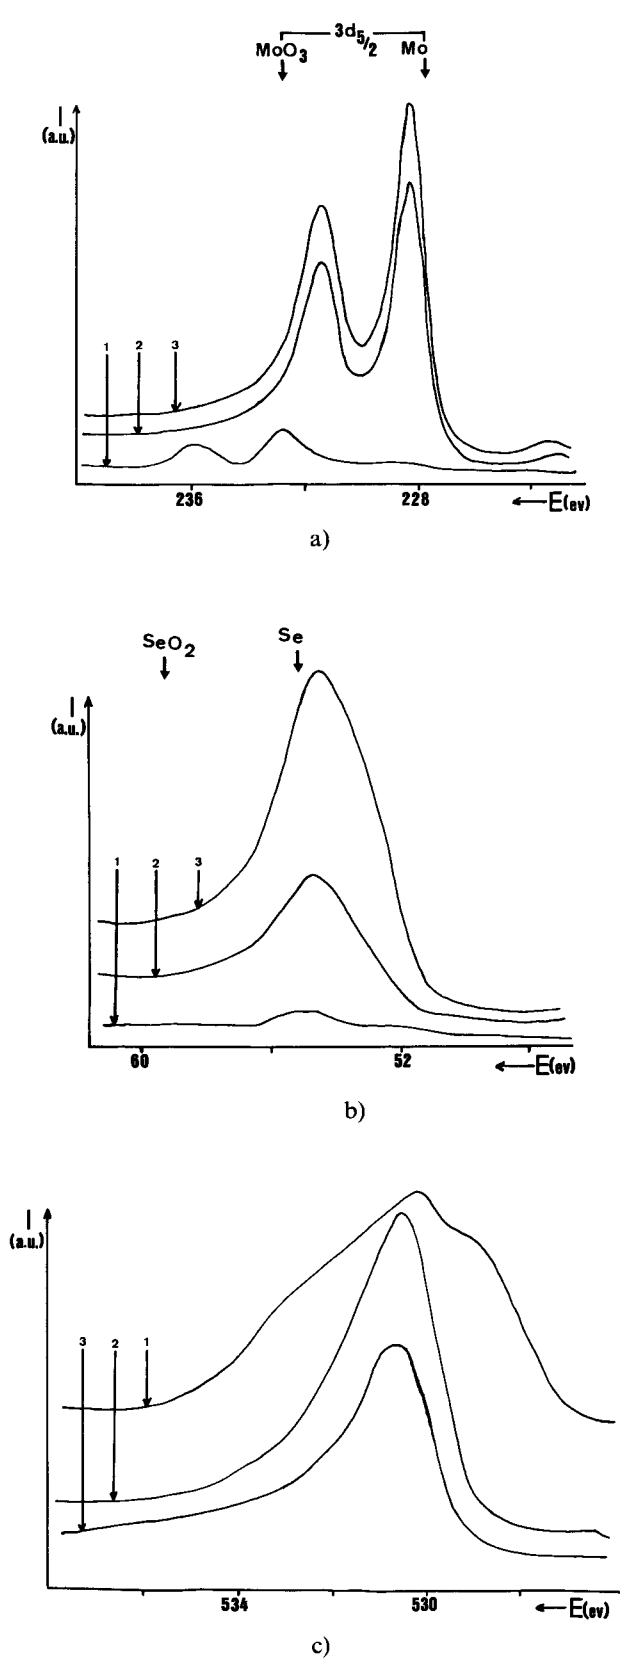 3d5/2
MoO3 Mo
I
(a.u.)
1 2 3
236 228 ←E(ev)
a)
SeO2 Se
I
(a.u.)
1 2 3
60 52 ←E(ev)
b)
I
(a.u.)
3 2 1
534 530 ←E(ev)
c)